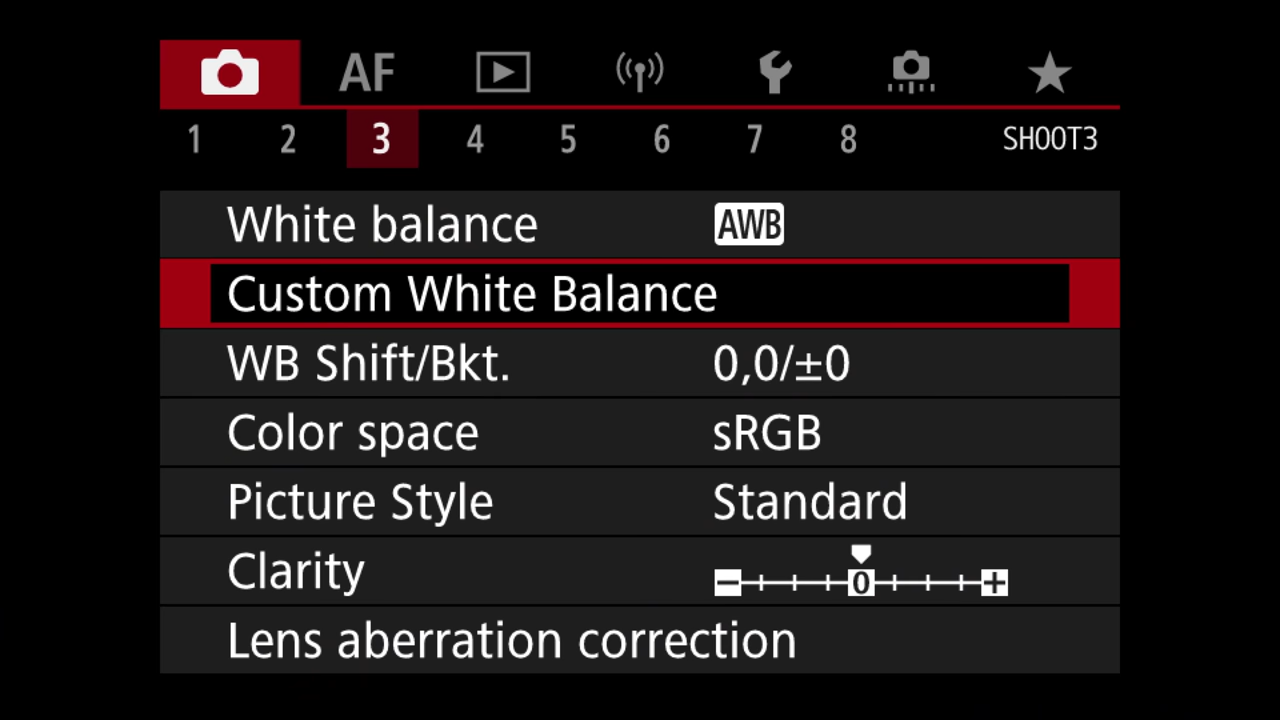 AF
1 2 3 4 5 6 7 8 SHOOT3
White balance AWB
Custom White Balance
WB Shift/Bkt. 0,0/±0
Color space sRGB
Picture Style Standard
Clarity − 0 +
Lens aberration correction